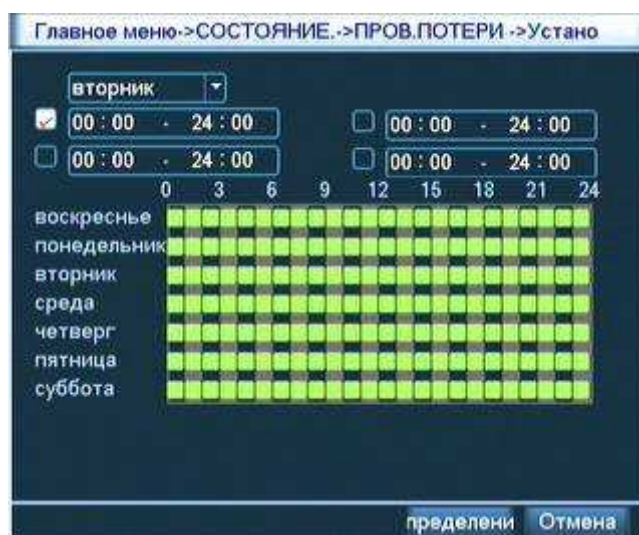 Главное меню->СОСТОЯНИЕ.->ПРОВ.ПОТЕРИ ->Устано
вторник
00 : 00 - 24 : 00 00 : 00 - 24 : 00
00 : 00 - 24 : 00 00 : 00 - 24 : 00
0 3 6 9 12 15 18 21 24
воскреснье
понедельник
вторник
среда
четверг
пятница
суббота
пределени Отмена